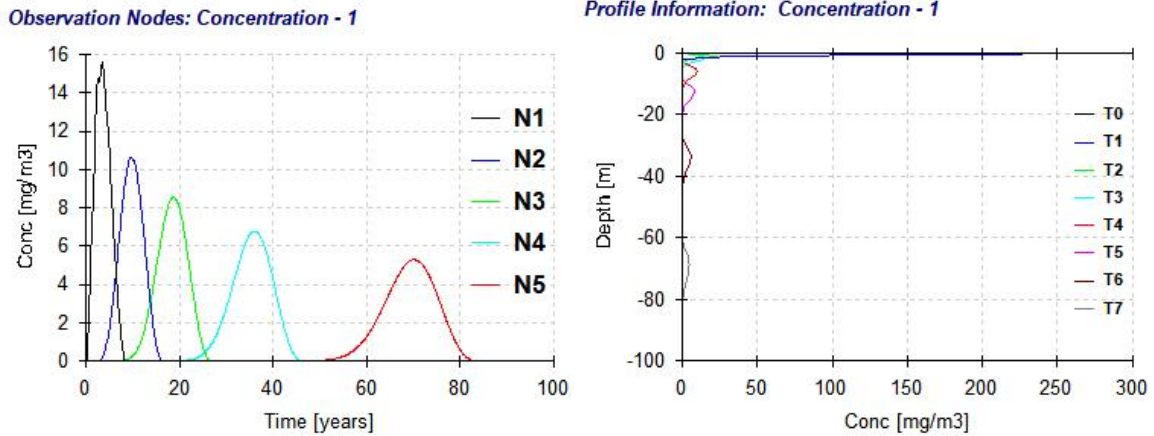 Observation Nodes: Concentration - 1
Conc [mg/m3]
16
14
12
10
8
6
4
2
0
0 20 40 60 80 100
Time [years]
N1
N2
N3
N4
N5
Profile Information: Concentration - 1
Depth [m]
0
-20
-40
-60
-80
-100
0 50 100 150 200 250 300
Conc [mg/m3]
T0
T1
T2
T3
T4
T5
T6
T7